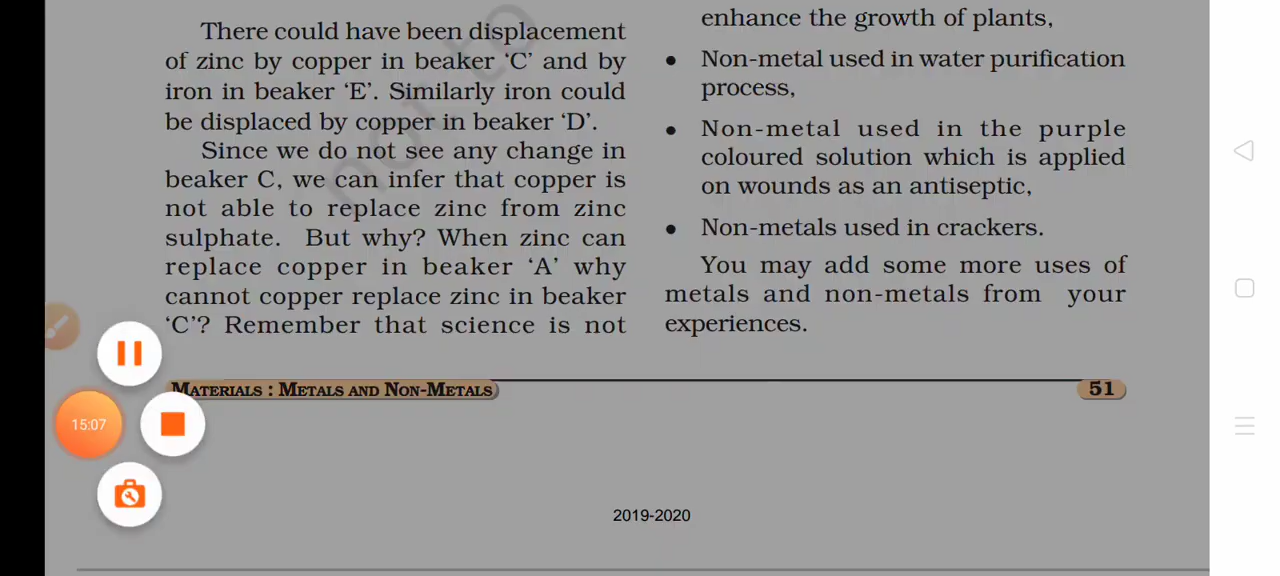 There could have been displacement
of zinc by copper in beaker ‘C’ and by
iron in beaker ‘E’. Similarly iron could
be displaced by copper in beaker ‘D’.
Since we do not see any change in
beaker C, we can infer that copper is
not able to replace zinc from zinc
sulphate. But why? When zinc can
replace copper in beaker ‘A’ why
cannot copper replace zinc in beaker
‘C’? Remember that science is not
enhance the growth of plants,
• Non-metal used in water purification
process,
• Non-metal used in the purple
coloured solution which is applied
on wounds as an antiseptic,
• Non-metals used in crackers.
You may add some more uses of
metals and non-metals from your
experiences.
MATERIALS : METALS AND NON-METALS
51
15:07
2019-2020
not to